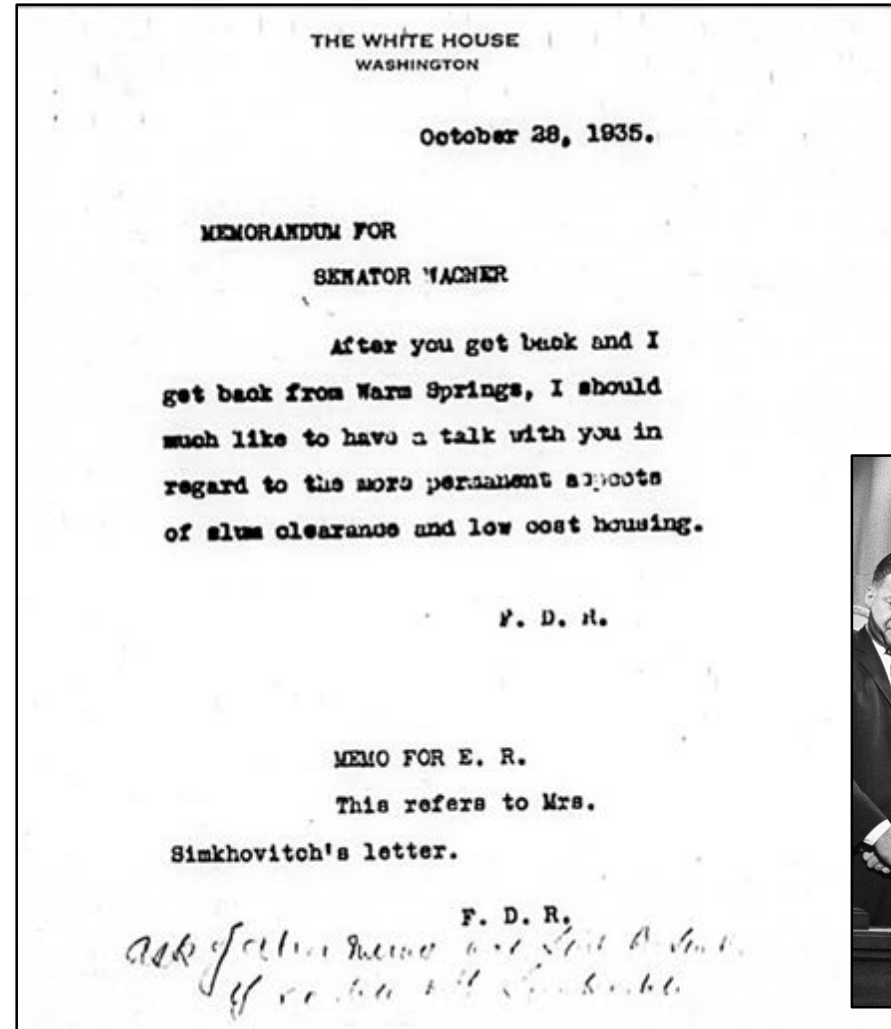 THE WHITE HOUSE
WASHINGTON
October 28, 1935.
MEMORANDUM FOR
SENATOR WAGNER
After you get back and I
get back from Warm Springs, I should
much like to have a talk with you in
regard to the more permanent aspects
of slum clearance and low cost housing.
F. D. R.
MEMO FOR E. R.
This refers to Mrs.
Simkhovitch's letter.
F. D. R.
ask if